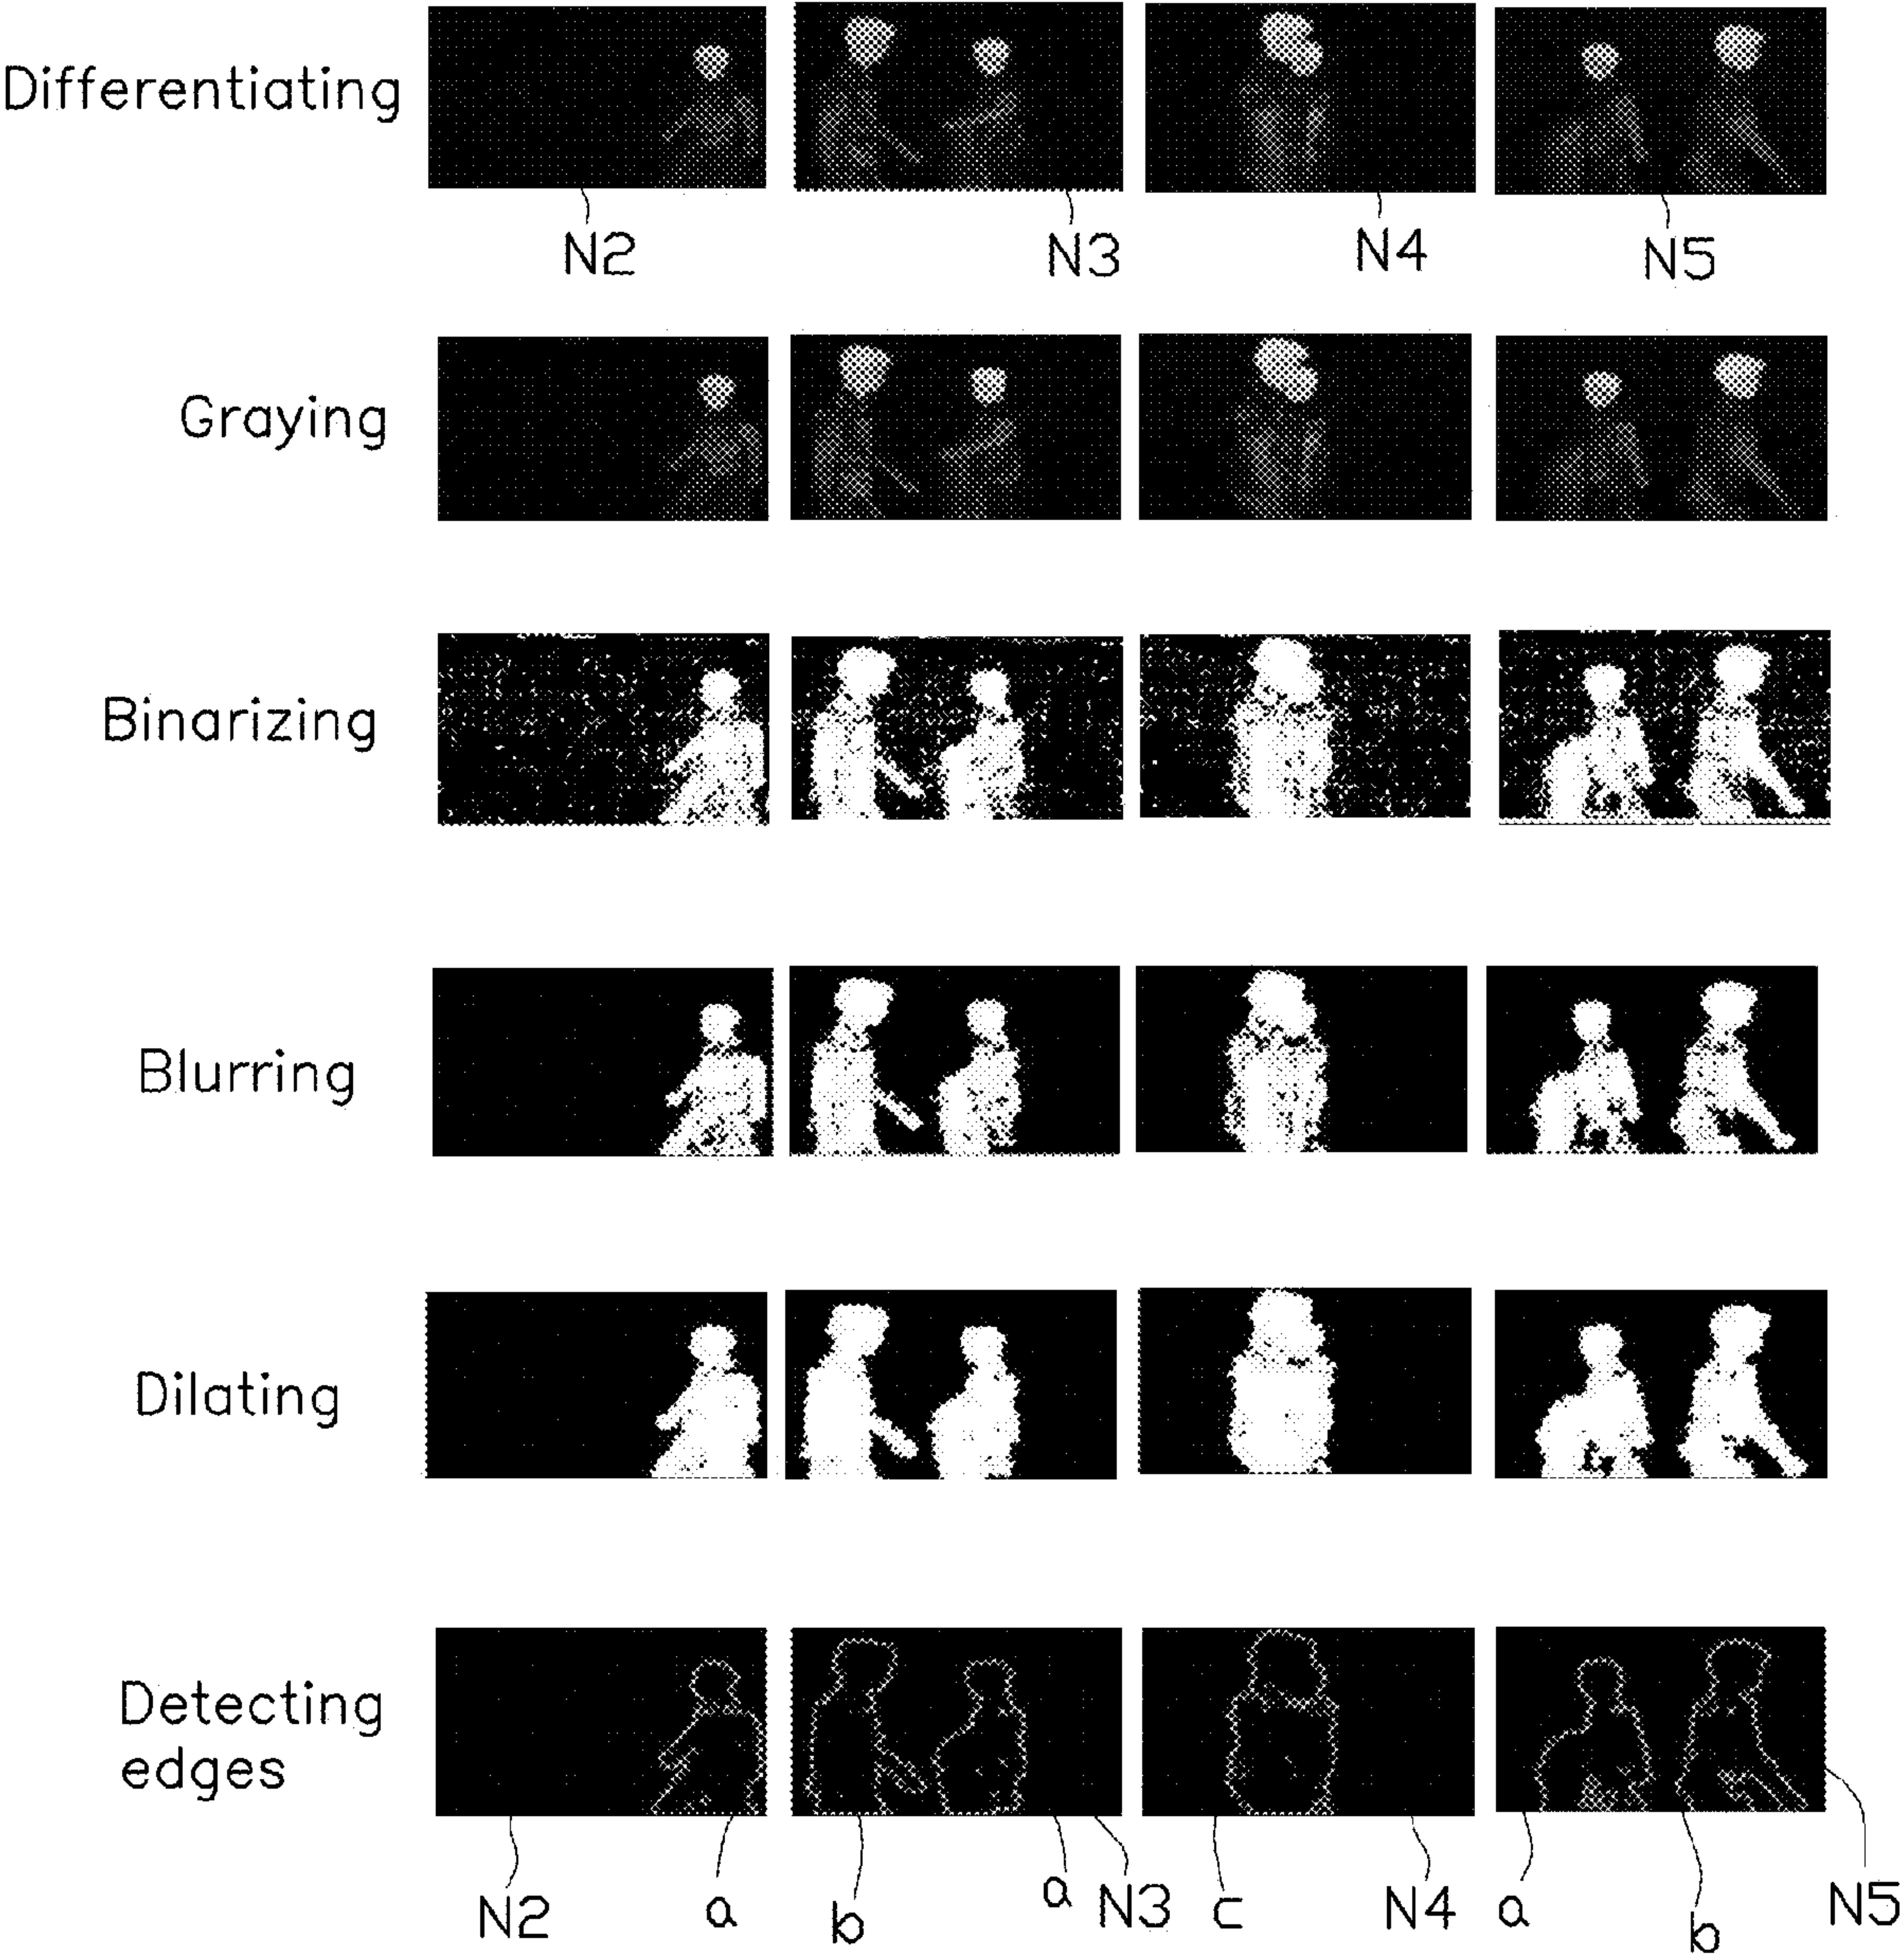 Differentiating
N2 N3 N4 N5
Graying
Binarizing
Blurring
Dilating
Detecting
edges
N2 a b a N3 c N4 a b N5